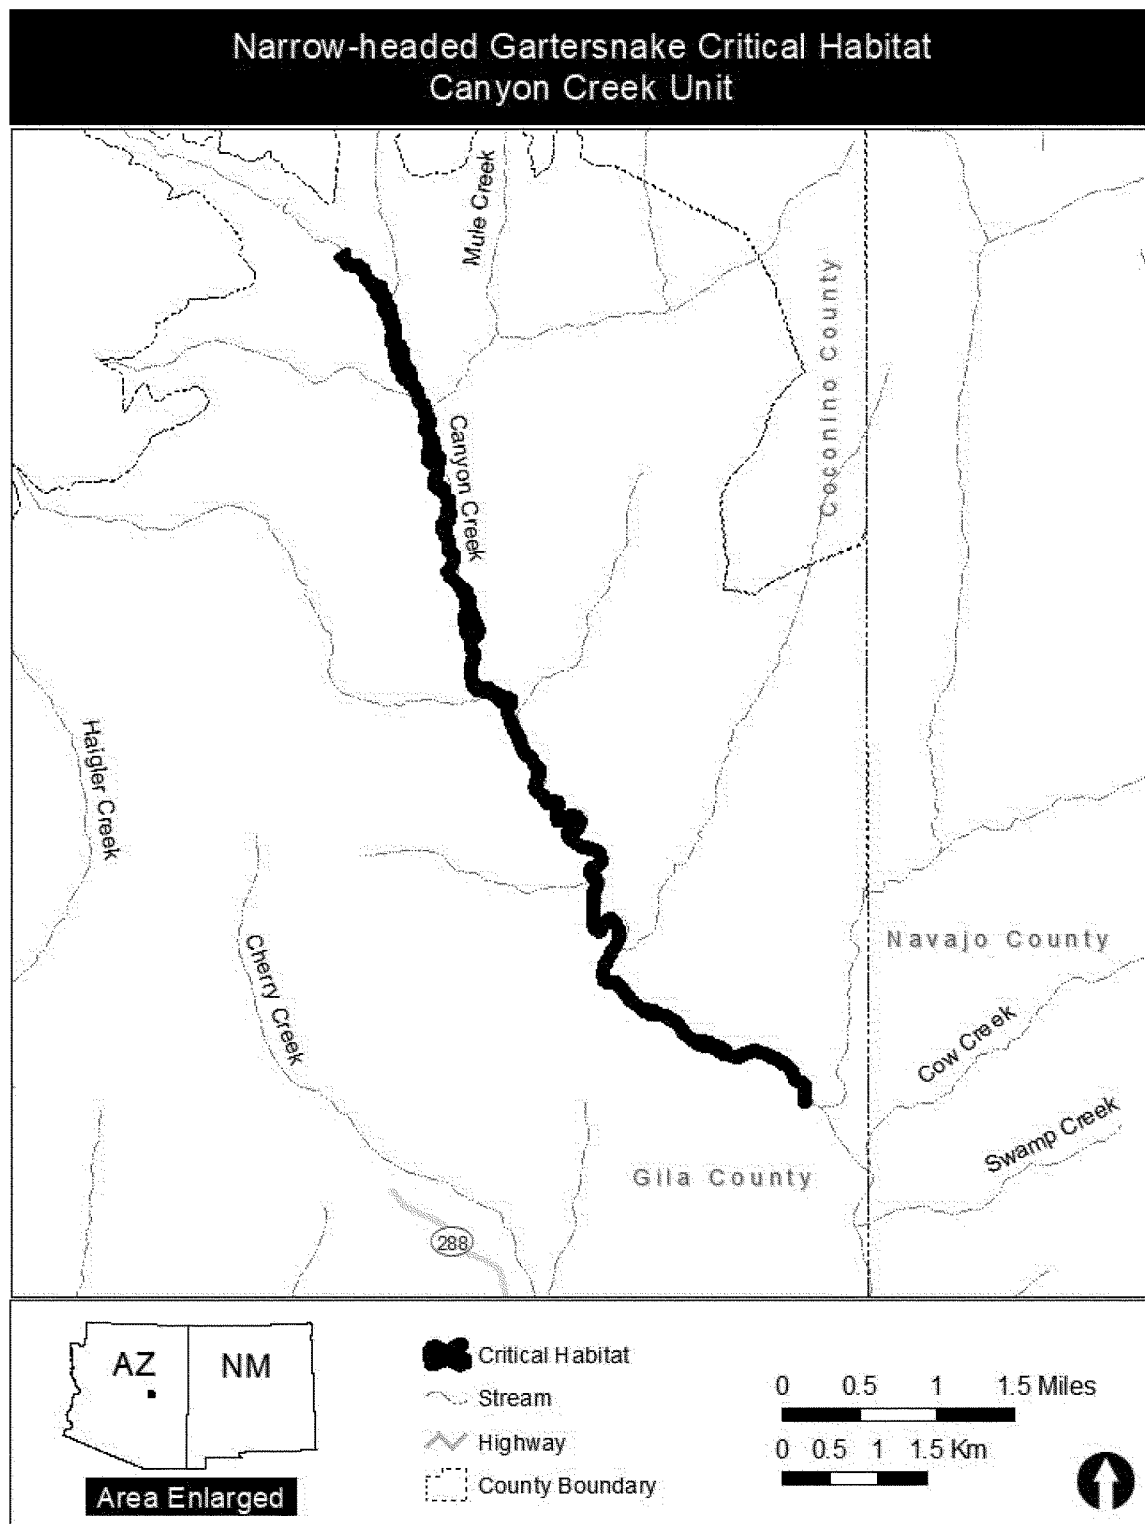 Narrow-headed Gartersnake Critical Habitat
Canyon Creek Unit
Mule Creek
Coconino County
Canyon Creek
Haigler Creek
Cherry Creek
Navajo County
Cow Creek
Swamp Creek
Gila County
288
AZ
NM
Area Enlarged
Critical Habitat
Stream
Highway
County Boundary
0 0.5 1 1.5 Miles
0 0.5 1 1.5 Km